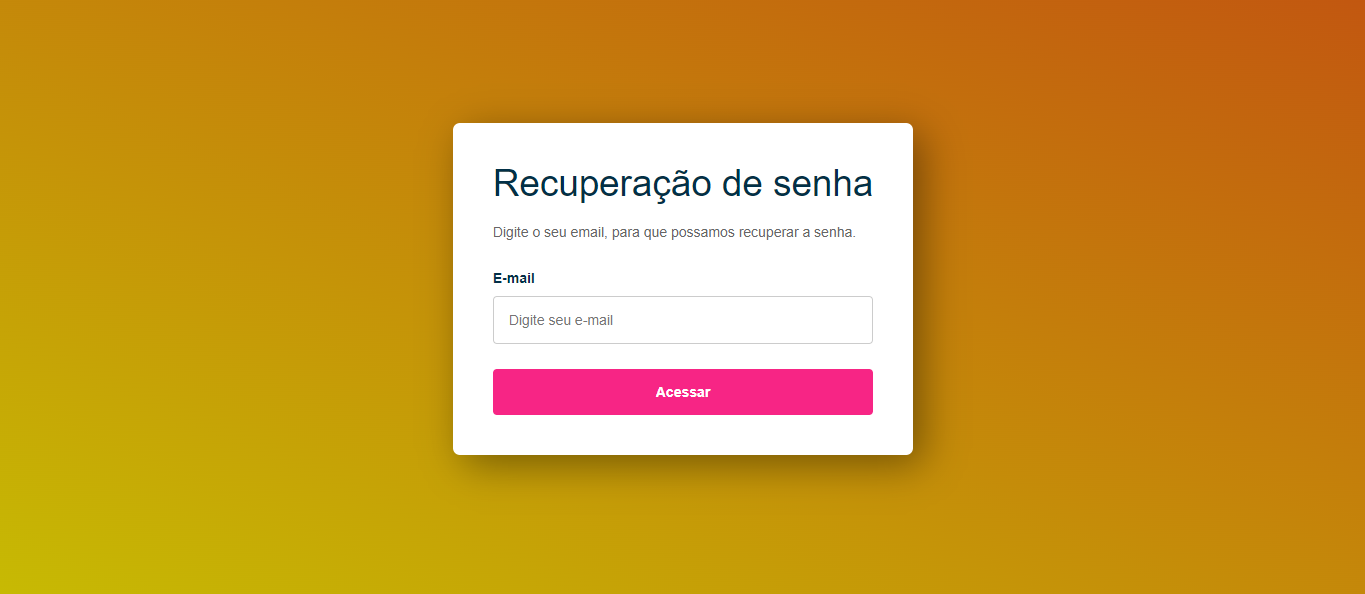 Recuperação de senha
Digite o seu email, para que possamos recuperar a senha.
E-mail
Digite seu e-mail
Acessar